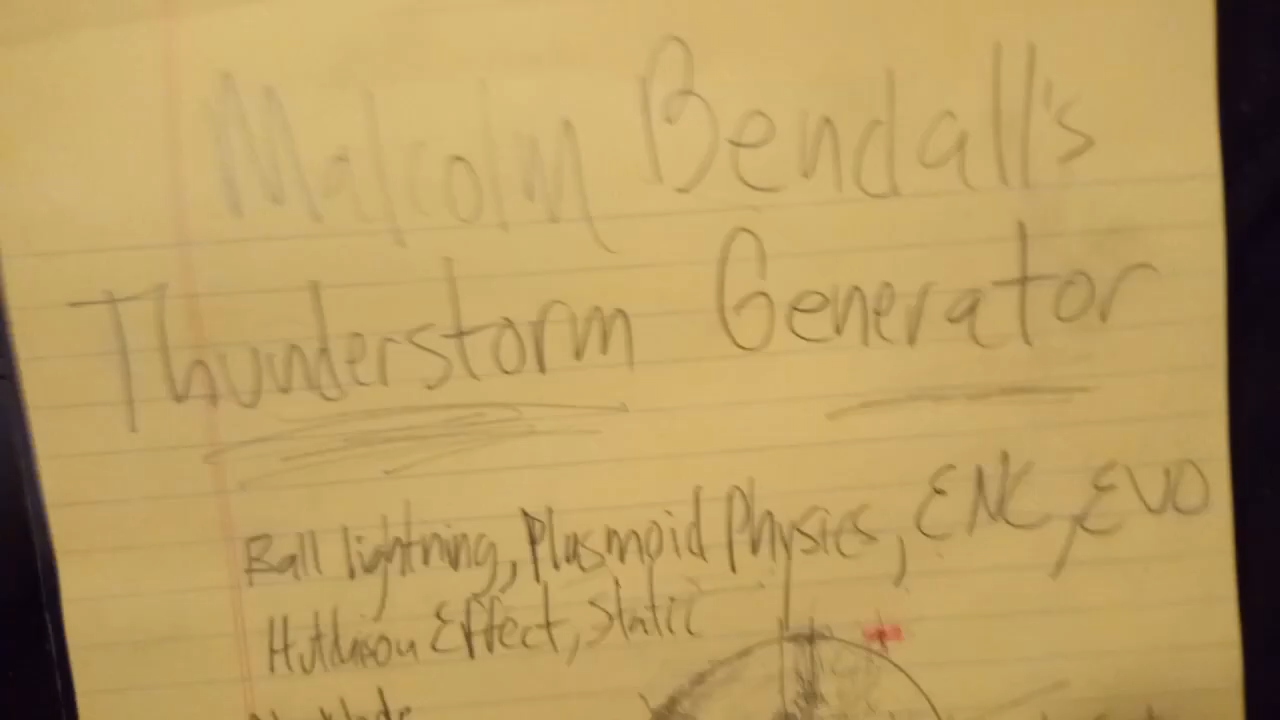 Malcolm Bendall's
Thunderstorm Generator
Ball lightning, Plasmoid Physics, ENC, EVO
Hutchison Effect, Static